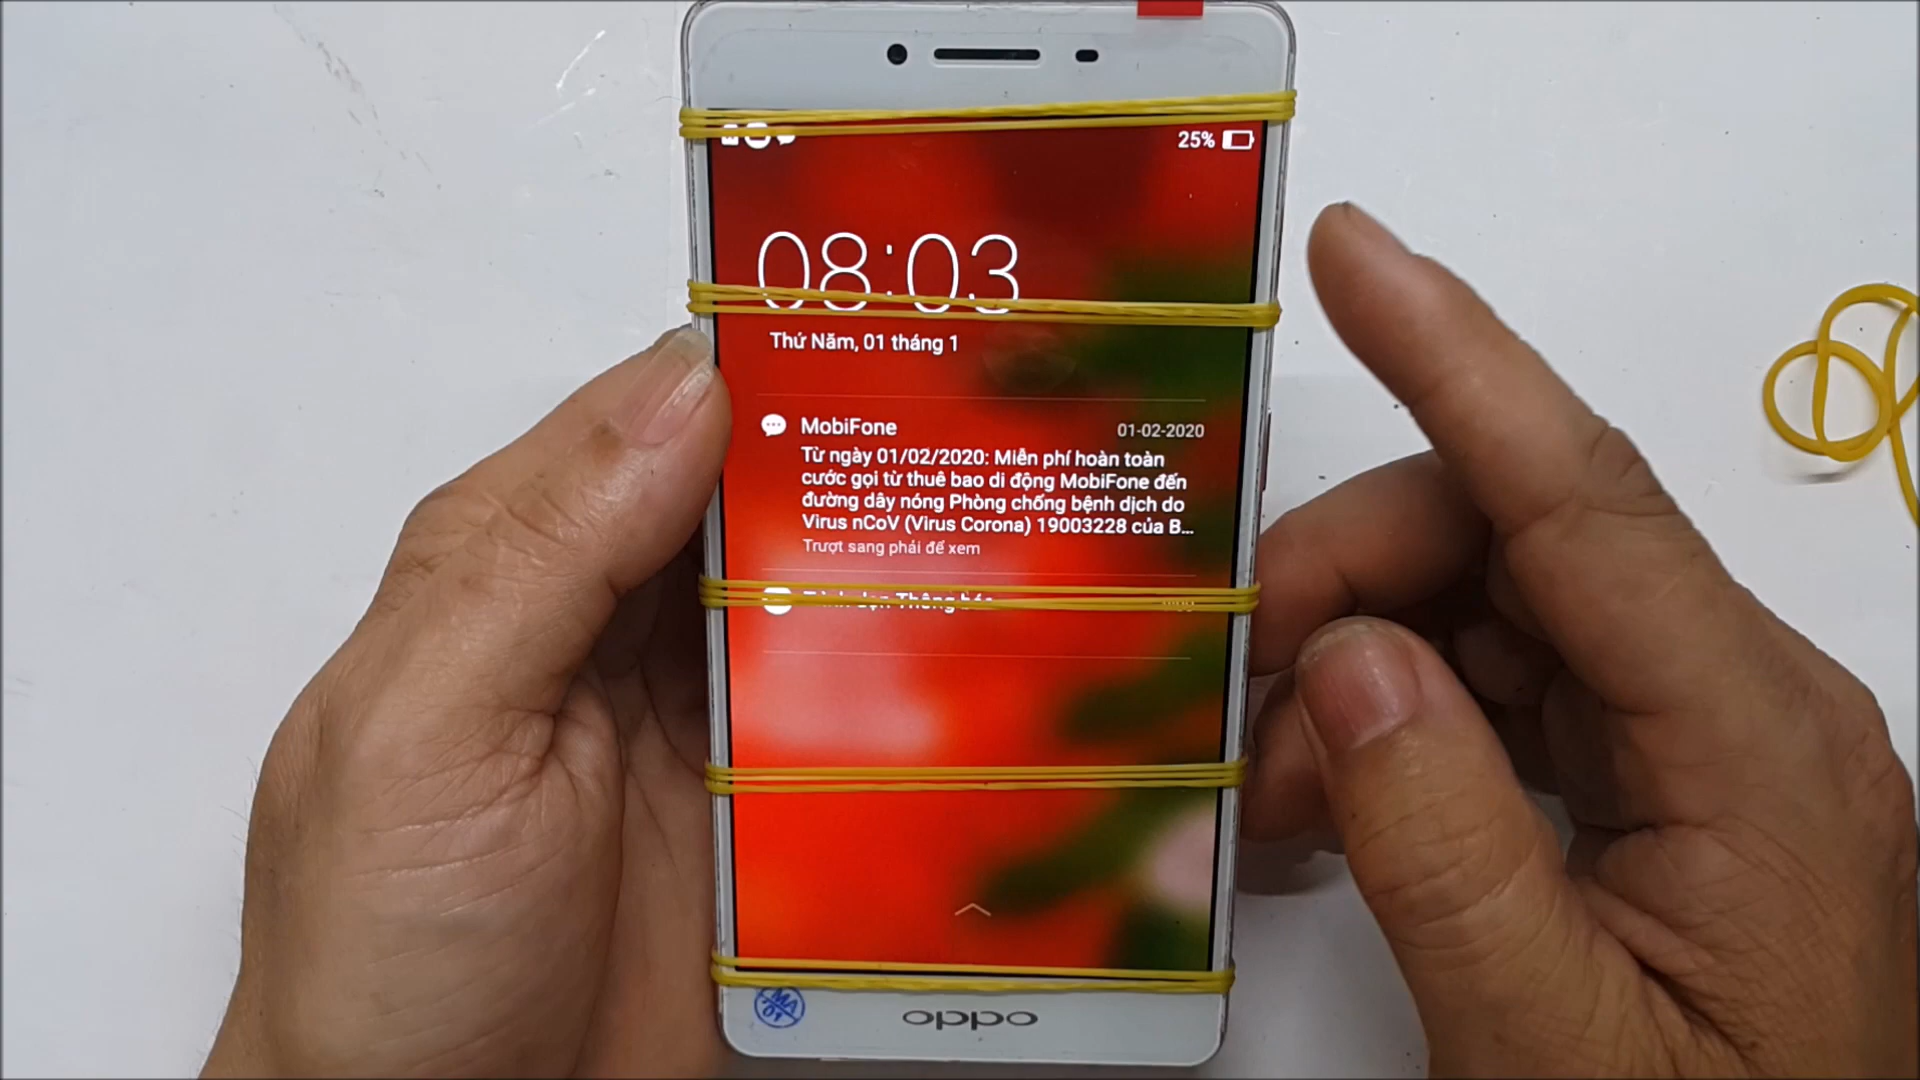 25%
08:03
Thứ Năm, 01 tháng 1
MobiFone
01-02-2020
Từ ngày 01/02/2020: Miễn phí hoàn toàn
cước gọi từ thuê bao di động MobiFone đến
đường dây nóng Phòng chống bệnh dịch do
Virus nCoV (Virus Corona) 19003228 của B...
Trượt sang phải để xem
MA
01
oppo